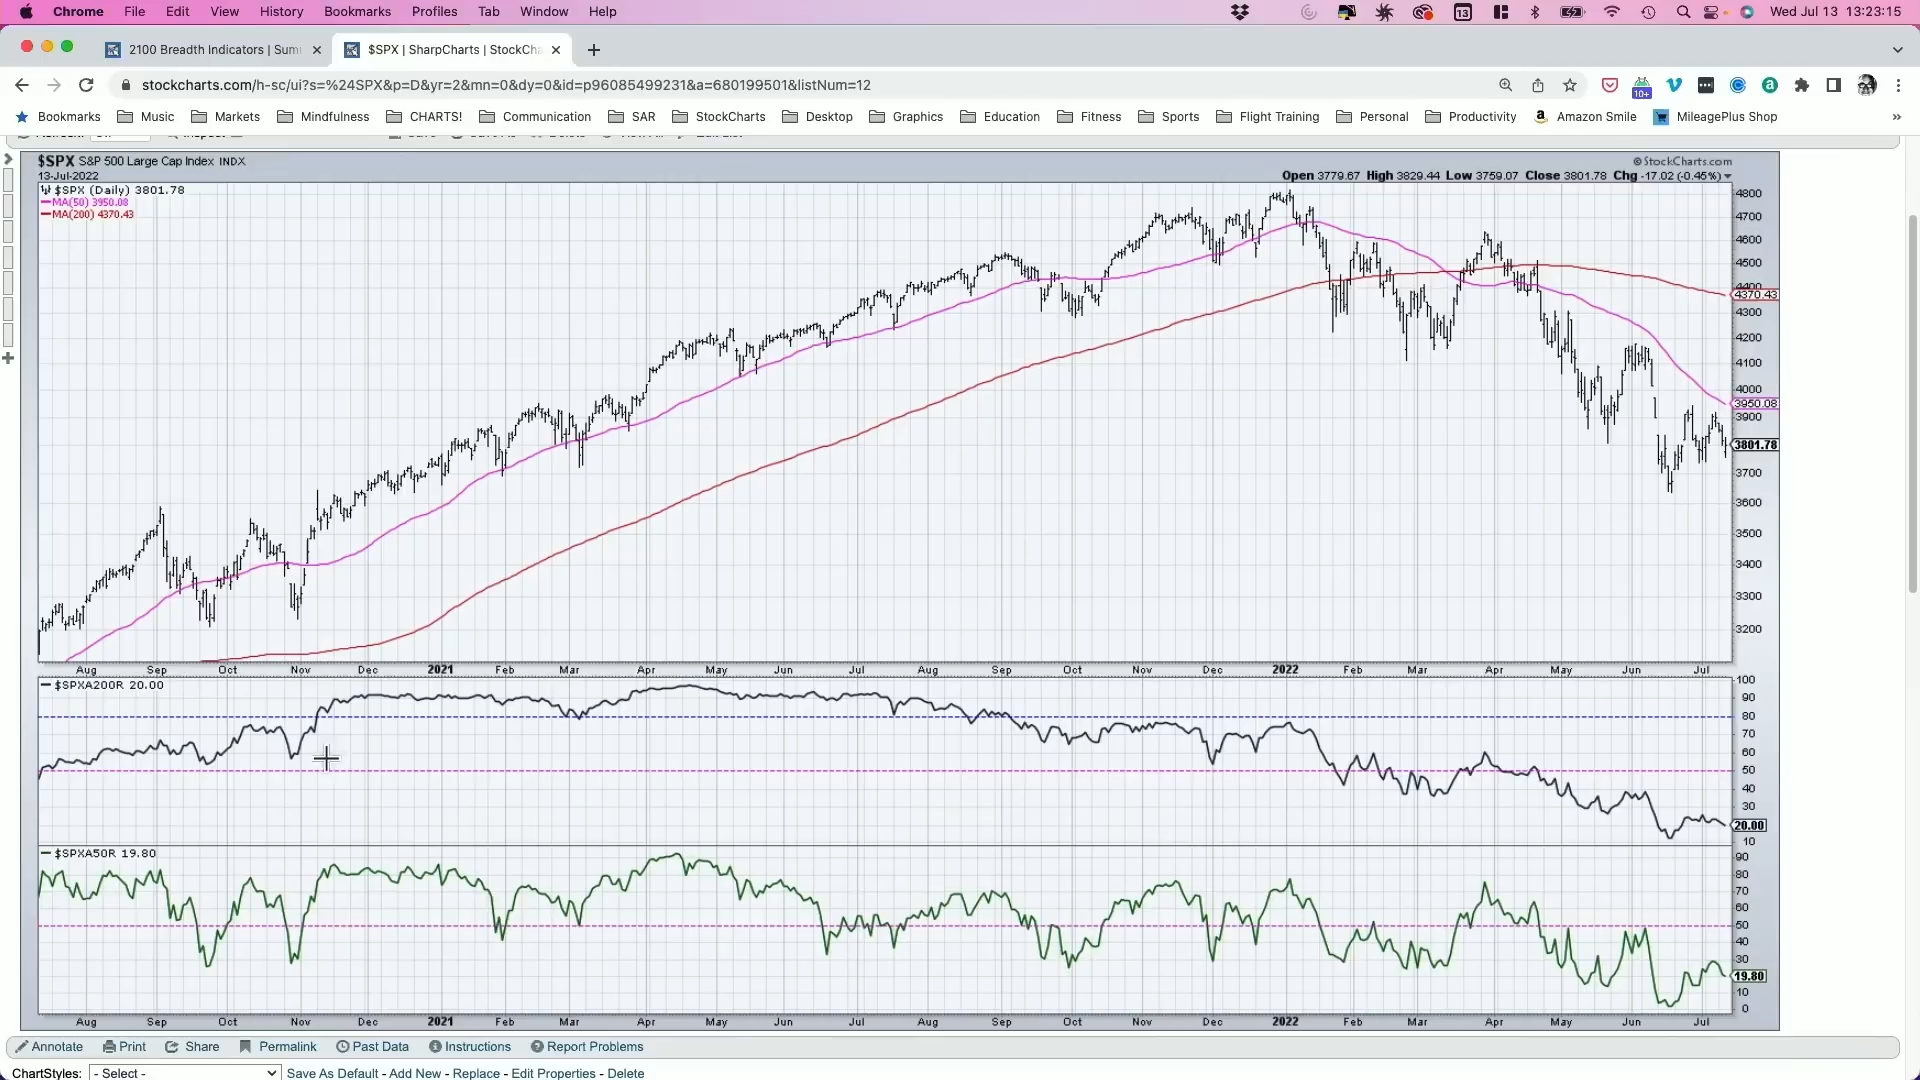 Chrome File Edit View History Bookmarks Profiles Tab Window Help 13 Wed Jul 13 13:23:15
2100 Breadth Indicators | Sum $SPX | SharpCharts | StockCha
stockcharts.com/h-sc/ui?s=%24SPX&p=D&yr=2&mn=0&dy=0&id=p96085499231&a=680199501&listNum=12 10+
Bookmarks Music Markets Mindfulness CHARTS! Communication SAR StockCharts Desktop Graphics Education Fitness Sports Flight Training Personal Productivity Amazon Smile MileagePlus Shop »
$SPX S&P 500 Large Cap Index INDX © StockCharts.com
13-Jul-2022 Open 3779.67 High 3829.44 Low 3759.07 Close 3801.78 Chg -17.02 (-0.45%)
$SPX (Daily) 3801.78
MA(50) 3950.08
MA(200) 4370.43
4800
4700
4600
4500
4400
4370.43
4300
4200
4100
4000
3950.08
3900
3801.78
3700
3600
3500
3400
3300
3200
Aug Sep Oct Nov Dec 2021 Feb Mar Apr May Jun Jul Aug Sep Oct Nov Dec 2022 Feb Mar Apr May Jun Jul
$SPXA200R 20.00
100
90
80
70
60
50
40
30
20.00
10
$SPXA50R 19.80
90
80
70
60
50
40
30
19.80
10
0
Aug Sep Oct Nov Dec 2021 Feb Mar Apr May Jun Jul Aug Sep Oct Nov Dec 2022 Feb Mar Apr May Jun Jul
Annotate Print Share Permalink Past Data Instructions Report Problems
ChartStyles: - Select - Save As Default - Add New - Replace - Edit Properties - Delete